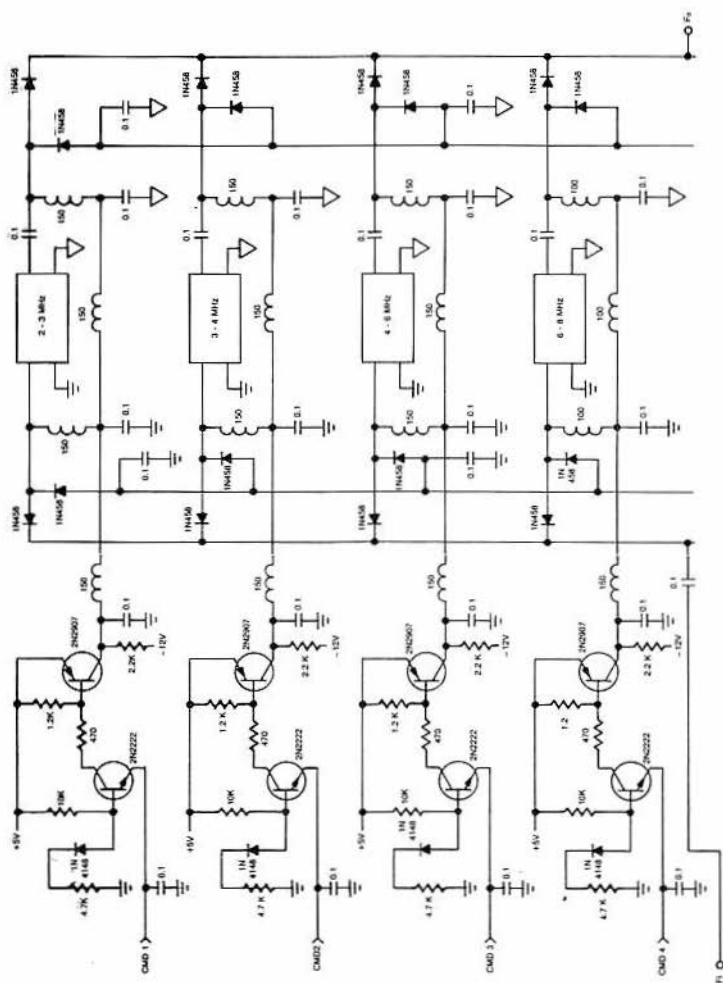 CMD 1
0.1
4.7K
1N
4148
10K
+5V
2N2222
470
1.2K
2N2907
2.2K
-12V
0.1
150
1N458
1N458
0.1
150
0.1
2 - 3 MHz
150
0.1
150
0.1
1N458
0.1
1N458
CMD2
0.1
4.7 K
1N
4148
10K
+5V
2N2222
470
1.2 K
2N2907
2.2 K
-12V
0.1
150
1N458
1N458
150
0.1
3 - 4 MHz
150
0.1
150
0.1
1N458
1N458
CMD 3
0.1
4.7 K
1N
4148
10K
+5V
2N2222
470
1.2 K
2N2907
2.2 K
-12V
0.1
150
1N458
1N458
0.1
150
0.1
4 - 6 MHz
150
0.1
150
0.1
1N458
0.1
1N458
CMD 4
0.1
4.7 K
1N
4148
10K
+5V
2N2222
470
1.2
2N2907
2.2 K
-12V
0.1
150
0.1
1N458
1N
458
100
0.1
6 - 8 MHz
100
0.1
100
0.1
1N458
1N458
Fi
Fo